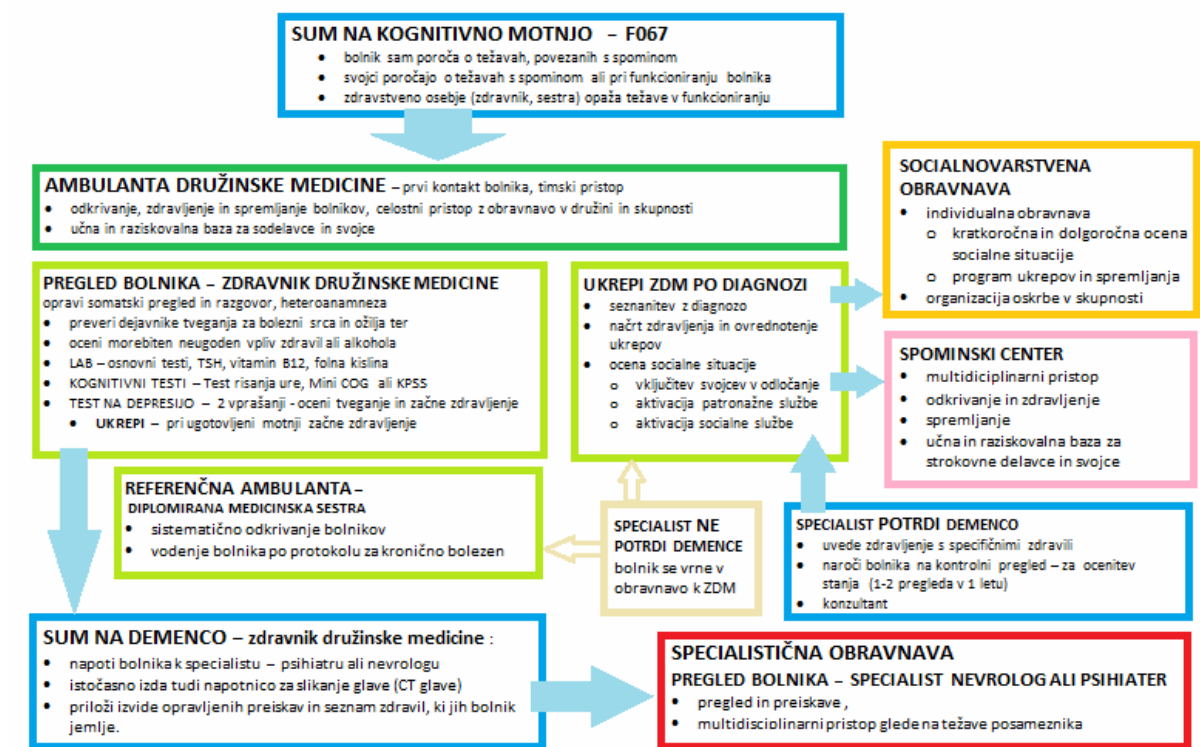 SUM NA KOGNITIVNO MOTNJO – F067
• bolnik sam poroča o težavah, povezanih s spominom
• svojci poročajo o težavah s spominom ali pri funkcioniranju bolnika
• zdravstveno osebje (zdravnik, sestra) opaža težave v funkcioniranju
AMBULANTA DRUŽINSKE MEDICINE – prvi kontakt bolnika, timski pristop
• odkrivanje, zdravljenje in spremljanje bolnikov, celostni pristop z obravnavo v družini in skupnosti
• učna in raziskovalna baza za sodelavce in svojce
SOCIALNOVARSTVENA
OBRAVNAVA
• individualna obravnava
o kratkoročna in dolgoročna ocena
socialne situacije
o program ukrepov in spremljanja
• organizacija oskrbe v skupnosti
PREGLED BOLNIKA – ZDRAVNIK DRUŽINSKE MEDICINE
opravi somatski pregled in razgovor, heteroanamneza
• preveri dejavnike tveganja za bolezni srca in ožilja ter
• oceni morebiten neugoden vpliv zdravil ali alkohola
• LAB – osnovni testi, TSH, vitamin B12, folna kislina
• KOGNITIVNI TESTI – Test risanja ure, Mini COG ali KPSS
• TEST NA DEPRESIJO – 2 vprašanji - oceni tveganje in začne zdravljenje
• UKREPI – pri ugotovljeni motnji začne zdravljenje
UKREPI ZDM PO DIAGNOZI
• seznanitev z diagnozo
• načrt zdravljenja in ovrednotenje
ukrepov
• ocena socialne situacije
o vključitev svojcev v odločanje
o aktivacija patronažne službe
o aktivacija socialne službe
SPOMINSKI CENTER
• multidiciplinarni pristop
• odkrivanje in zdravljenje
• spremljanje
• učna in raziskovalna baza za
strokovne delavce in svojce
REFERENČNA AMBULANTA –
DIPLOMIRANA MEDICINSKA SESTRA
• sistematično odkrivanje bolnikov
• vodenje bolnika po protokolu za kronično bolezen
SPECIALIST NE
POTRDI DEMENCE
bolnik se vrne v
obravnavo k ZDM
SPECIALIST POTRDI DEMENCO
• uvede zdravljenje s specifičnimi zdravili
• naroči bolnika na kontrolni pregled – za ocenitev
stanja (1-2 pregleda v 1 letu)
• konzultant
SUM NA DEMENCO – zdravnik družinske medicine :
• napoti bolnika k specialistu – psihiatru ali nevrologu
• istočasno izda tudi napotnico za slikanje glave (CT glave)
• priloži izvide opravljenih preiskav in seznam zdravil, ki jih bolnik
jemlje.
SPECIALISTIČNA OBRAVNAVA
PREGLED BOLNIKA – SPECIALIST NEVROLOG ALI PSIHIATER
• pregled in preiskave ,
• multidisciplinarni pristop glede na težave posameznika